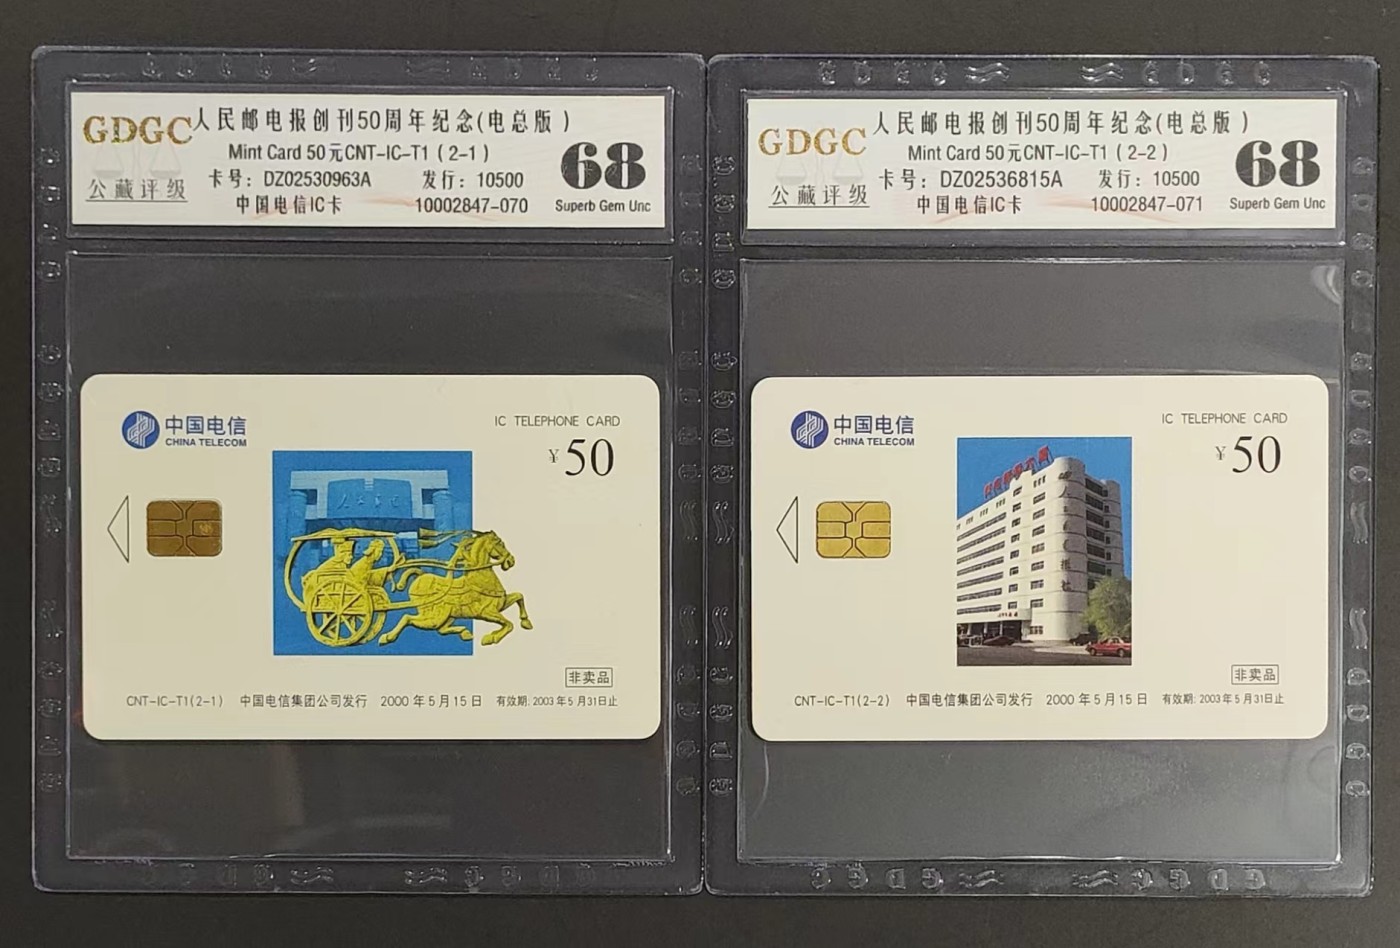 GDGC
公藏评级
人民邮电报创刊50周年纪念(电总版 )
Mint Card 50元CNT-IC-T1 ( 2-1 )
卡号: DZ02530963A 发行: 10500
中国电信IC卡 10002847-070
68
Superb Gem Unc
中国电信
CHINA TELECOM
IC TELEPHONE CARD
¥50
非卖品
CNT-IC-T1(2-1) 中国电信集团公司发行 2000年5月15日 有效期:2003年5月31日止
GDGC
公藏评级
人民邮电报创刊50周年纪念(电总版 )
Mint Card 50元CNT-IC-T1 ( 2-2 )
卡号: DZ02536815A 发行: 10500
中国电信IC卡 10002847-071
68
Superb Gem Unc
中国电信
CHINA TELECOM
IC TELEPHONE CARD
¥50
非卖品
CNT-IC-T1(2-2) 中国电信集团公司发行 2000年5月15日 有效期:2003年5月31日止